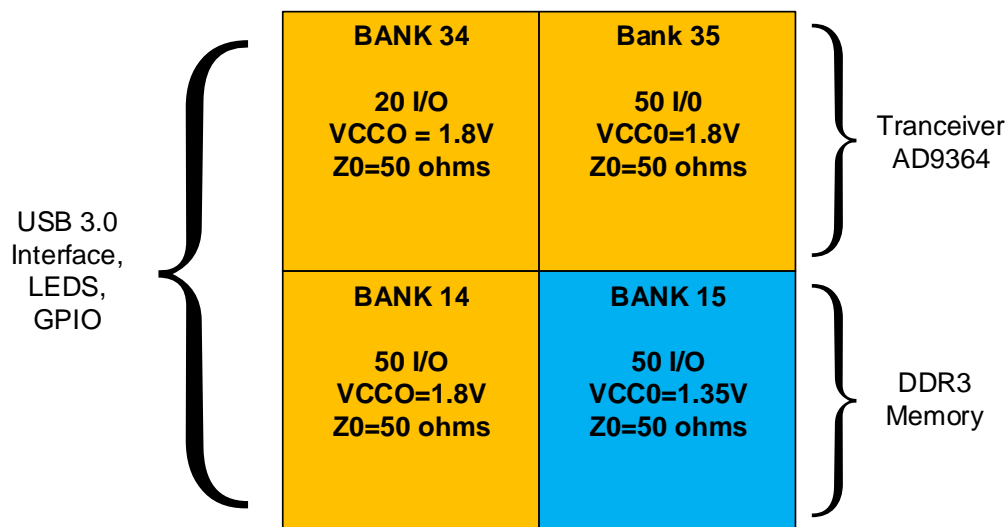 BANK 34
20 I/O
VCCO = 1.8V
Z0=50 ohms
Bank 35
50 I/0
VCC0=1.8V
Z0=50 ohms
Tranceiver
AD9364
USB 3.0
Interface,
LEDS,
GPIO
BANK 14
50 I/O
VCCO=1.8V
Z0=50 ohms
BANK 15
50 I/O
VCC0=1.35V
Z0=50 ohms
DDR3
Memory